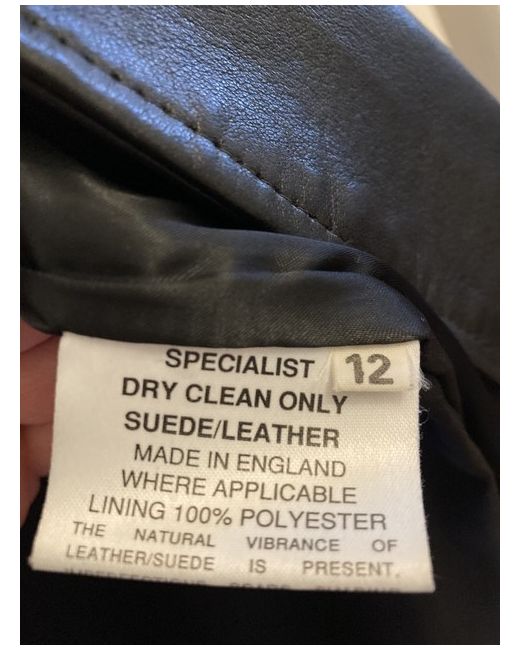 SPECIALIST 12
DRY CLEAN ONLY
SUEDE/LEATHER
MADE IN ENGLAND
WHERE APPLICABLE
LINING 100% POLYESTER
THE NATURAL VIBRANCE OF
LEATHER/SUEDE IS PRESENT.